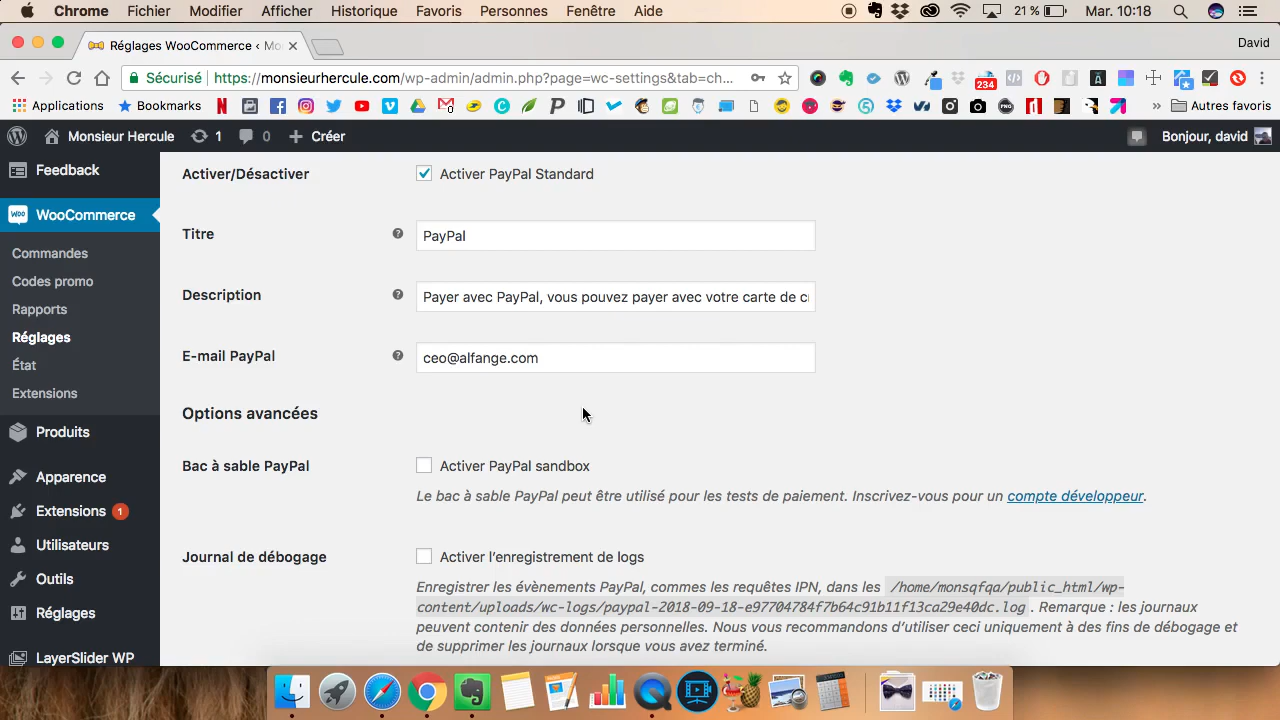 Chrome Fichier Modifier Afficher Historique Favoris Personnes Fenêtre Aide 21 % Mar. 10:18
Réglages WooCommerce ‹ Mo
David
Sécurisé https://monsieurhercule.com/wp-admin/admin.php?page=wc-settings&tab=ch...
234
Applications Bookmarks Autres favoris
Monsieur Hercule 1 0 Créer Bonjour, david
Feedback
WooCommerce
Commandes
Codes promo
Rapports
Réglages
État
Extensions
Produits
Apparence
Extensions 1
Utilisateurs
Outils
Réglages
LayerSlider WP
Activer/Désactiver Activer PayPal Standard
Titre PayPal
Description Payer avec PayPal, vous pouvez payer avec votre carte de c
E-mail PayPal ceo@alfange.com
Options avancées
Bac à sable PayPal Activer PayPal sandbox
Le bac à sable PayPal peut être utilisé pour les tests de paiement. Inscrivez-vous pour un compte développeur.
Journal de débogage Activer l’enregistrement de logs
Enregistrer les évènements PayPal, commes les requêtes IPN, dans les /home/monsqfqa/public_html/wp-
content/uploads/wc-logs/paypal-2018-09-18-e97704784f7b64c91b11f13ca29e40dc.log . Remarque : les journaux
peuvent contenir des données personnelles. Nous vous recommandons d’utiliser ceci uniquement à des fins de débogage et
de supprimer les journaux lorsque vous avez terminé.